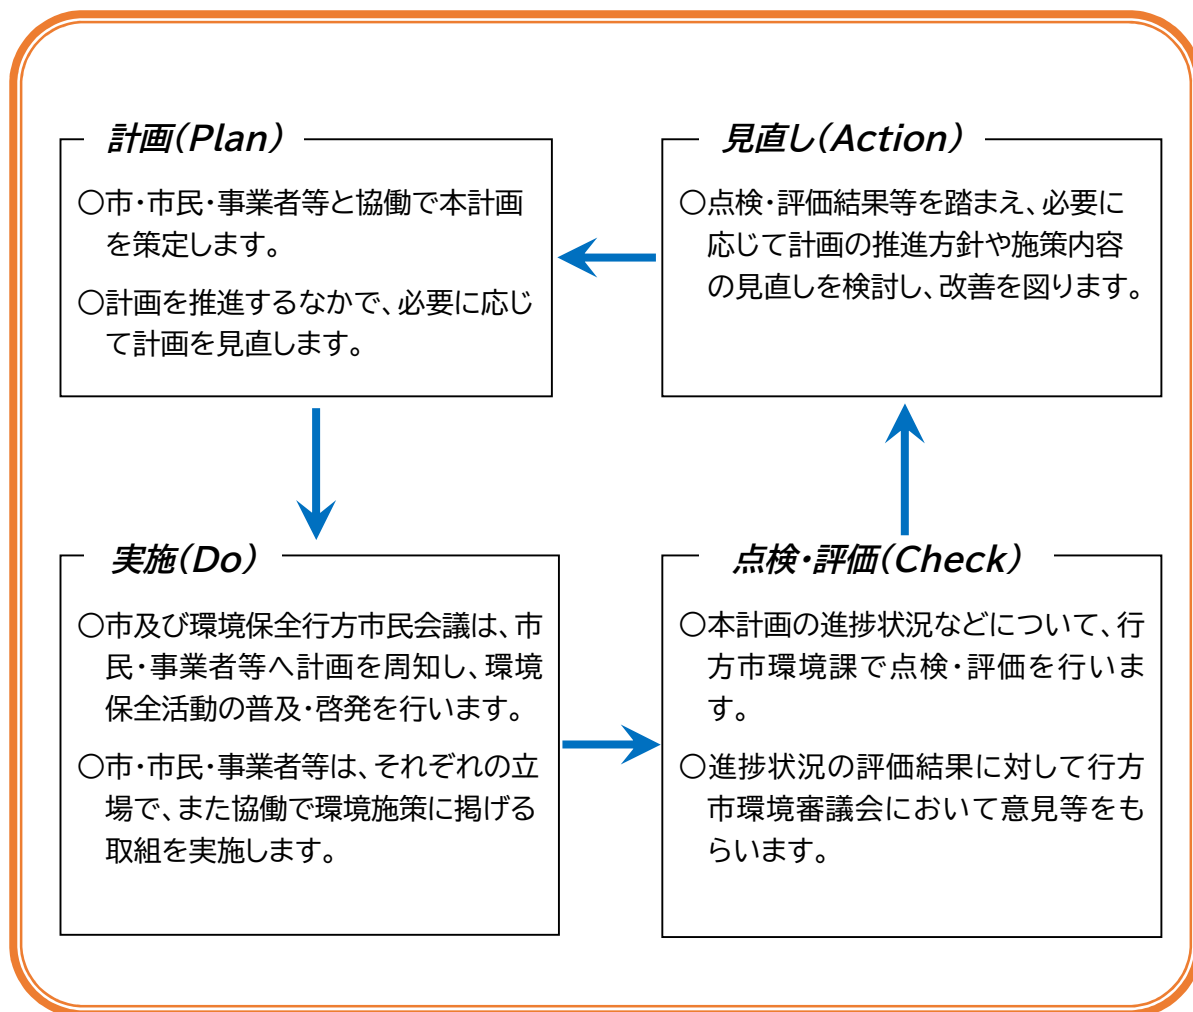 計画(Plan)
○市・市民・事業者等と協働で本計画
を策定します。
○計画を推進するなかで、必要に応じ
て計画を見直します。
見直し(Action)
○点検・評価結果等を踏まえ、必要に
応じて計画の推進方針や施策内容
の見直しを検討し、改善を図ります。
実施(Do)
○市及び環境保全行方市民会議は、市
民・事業者等へ計画を周知し、環境
保全活動の普及・啓発を行います。
○市・市民・事業者等は、それぞれの立
場で、また協働で環境施策に掲げる
取組を実施します。
点検・評価(Check)
○本計画の進捗状況などについて、行
方市環境課で点検・評価を行いま
す。
○進捗状況の評価結果に対して行方
市環境審議会において意見等をも
らいます。